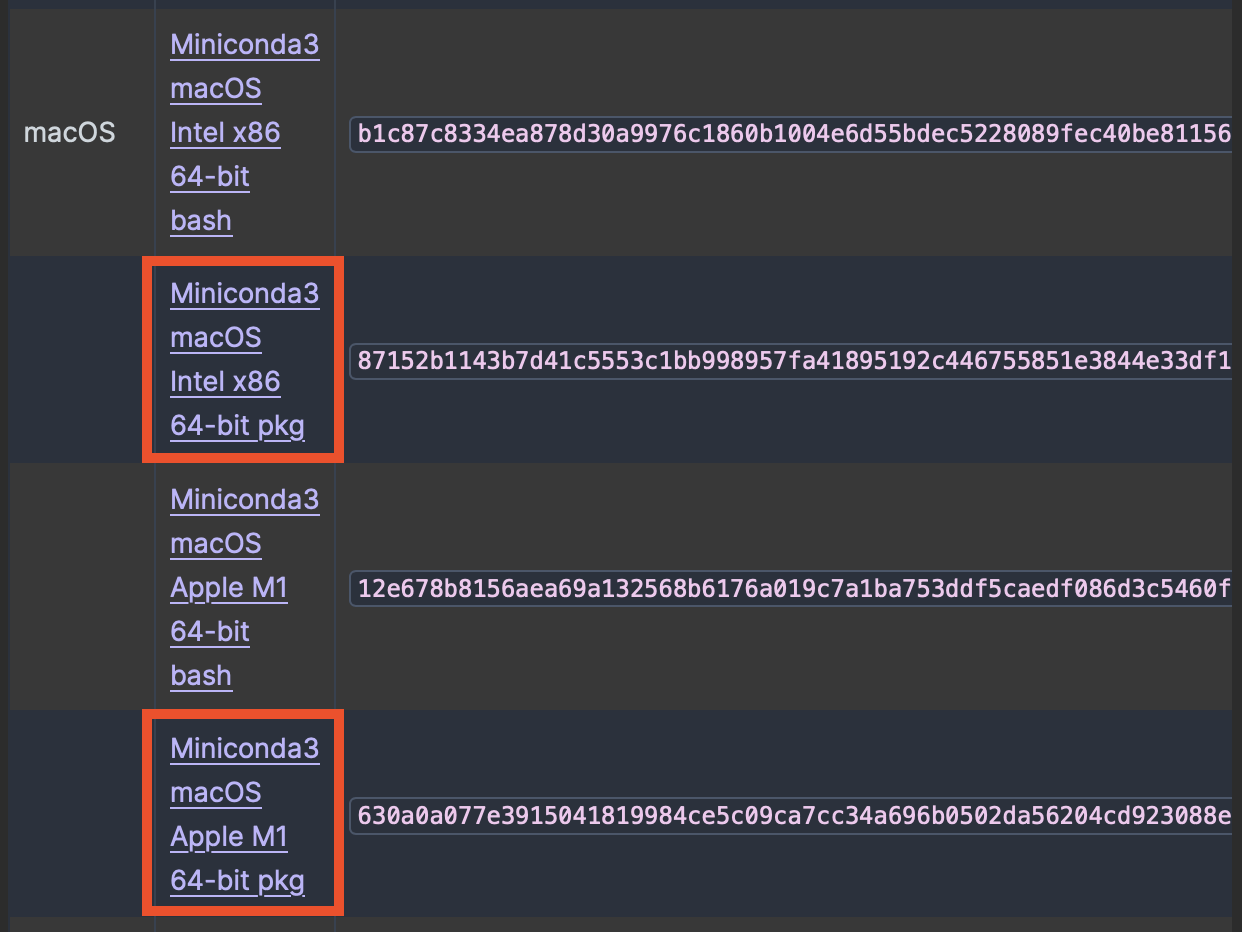 Miniconda3
macOS
macOS
Intel x86
b1c87c8334ea878d30a9976c1860b1004e6d55bdec5228089fec40be81156
64-bit
bash
Miniconda3
macOS
87152b1143b7d41c5553c1bb998957fa41895192c446755851e3844e33df1
Intel x86
64-bit pkg
Miniconda3
macOS
Apple M1
12e678b8156aea69a132568b6176a019c7a1ba753ddf5caedf086d3c5460f
64-bit
bash
Miniconda3
macOS
630a0a077e3915041819984ce5c09ca7cc34a696b0502da56204cd923088e
Apple M1
64-bit pkg